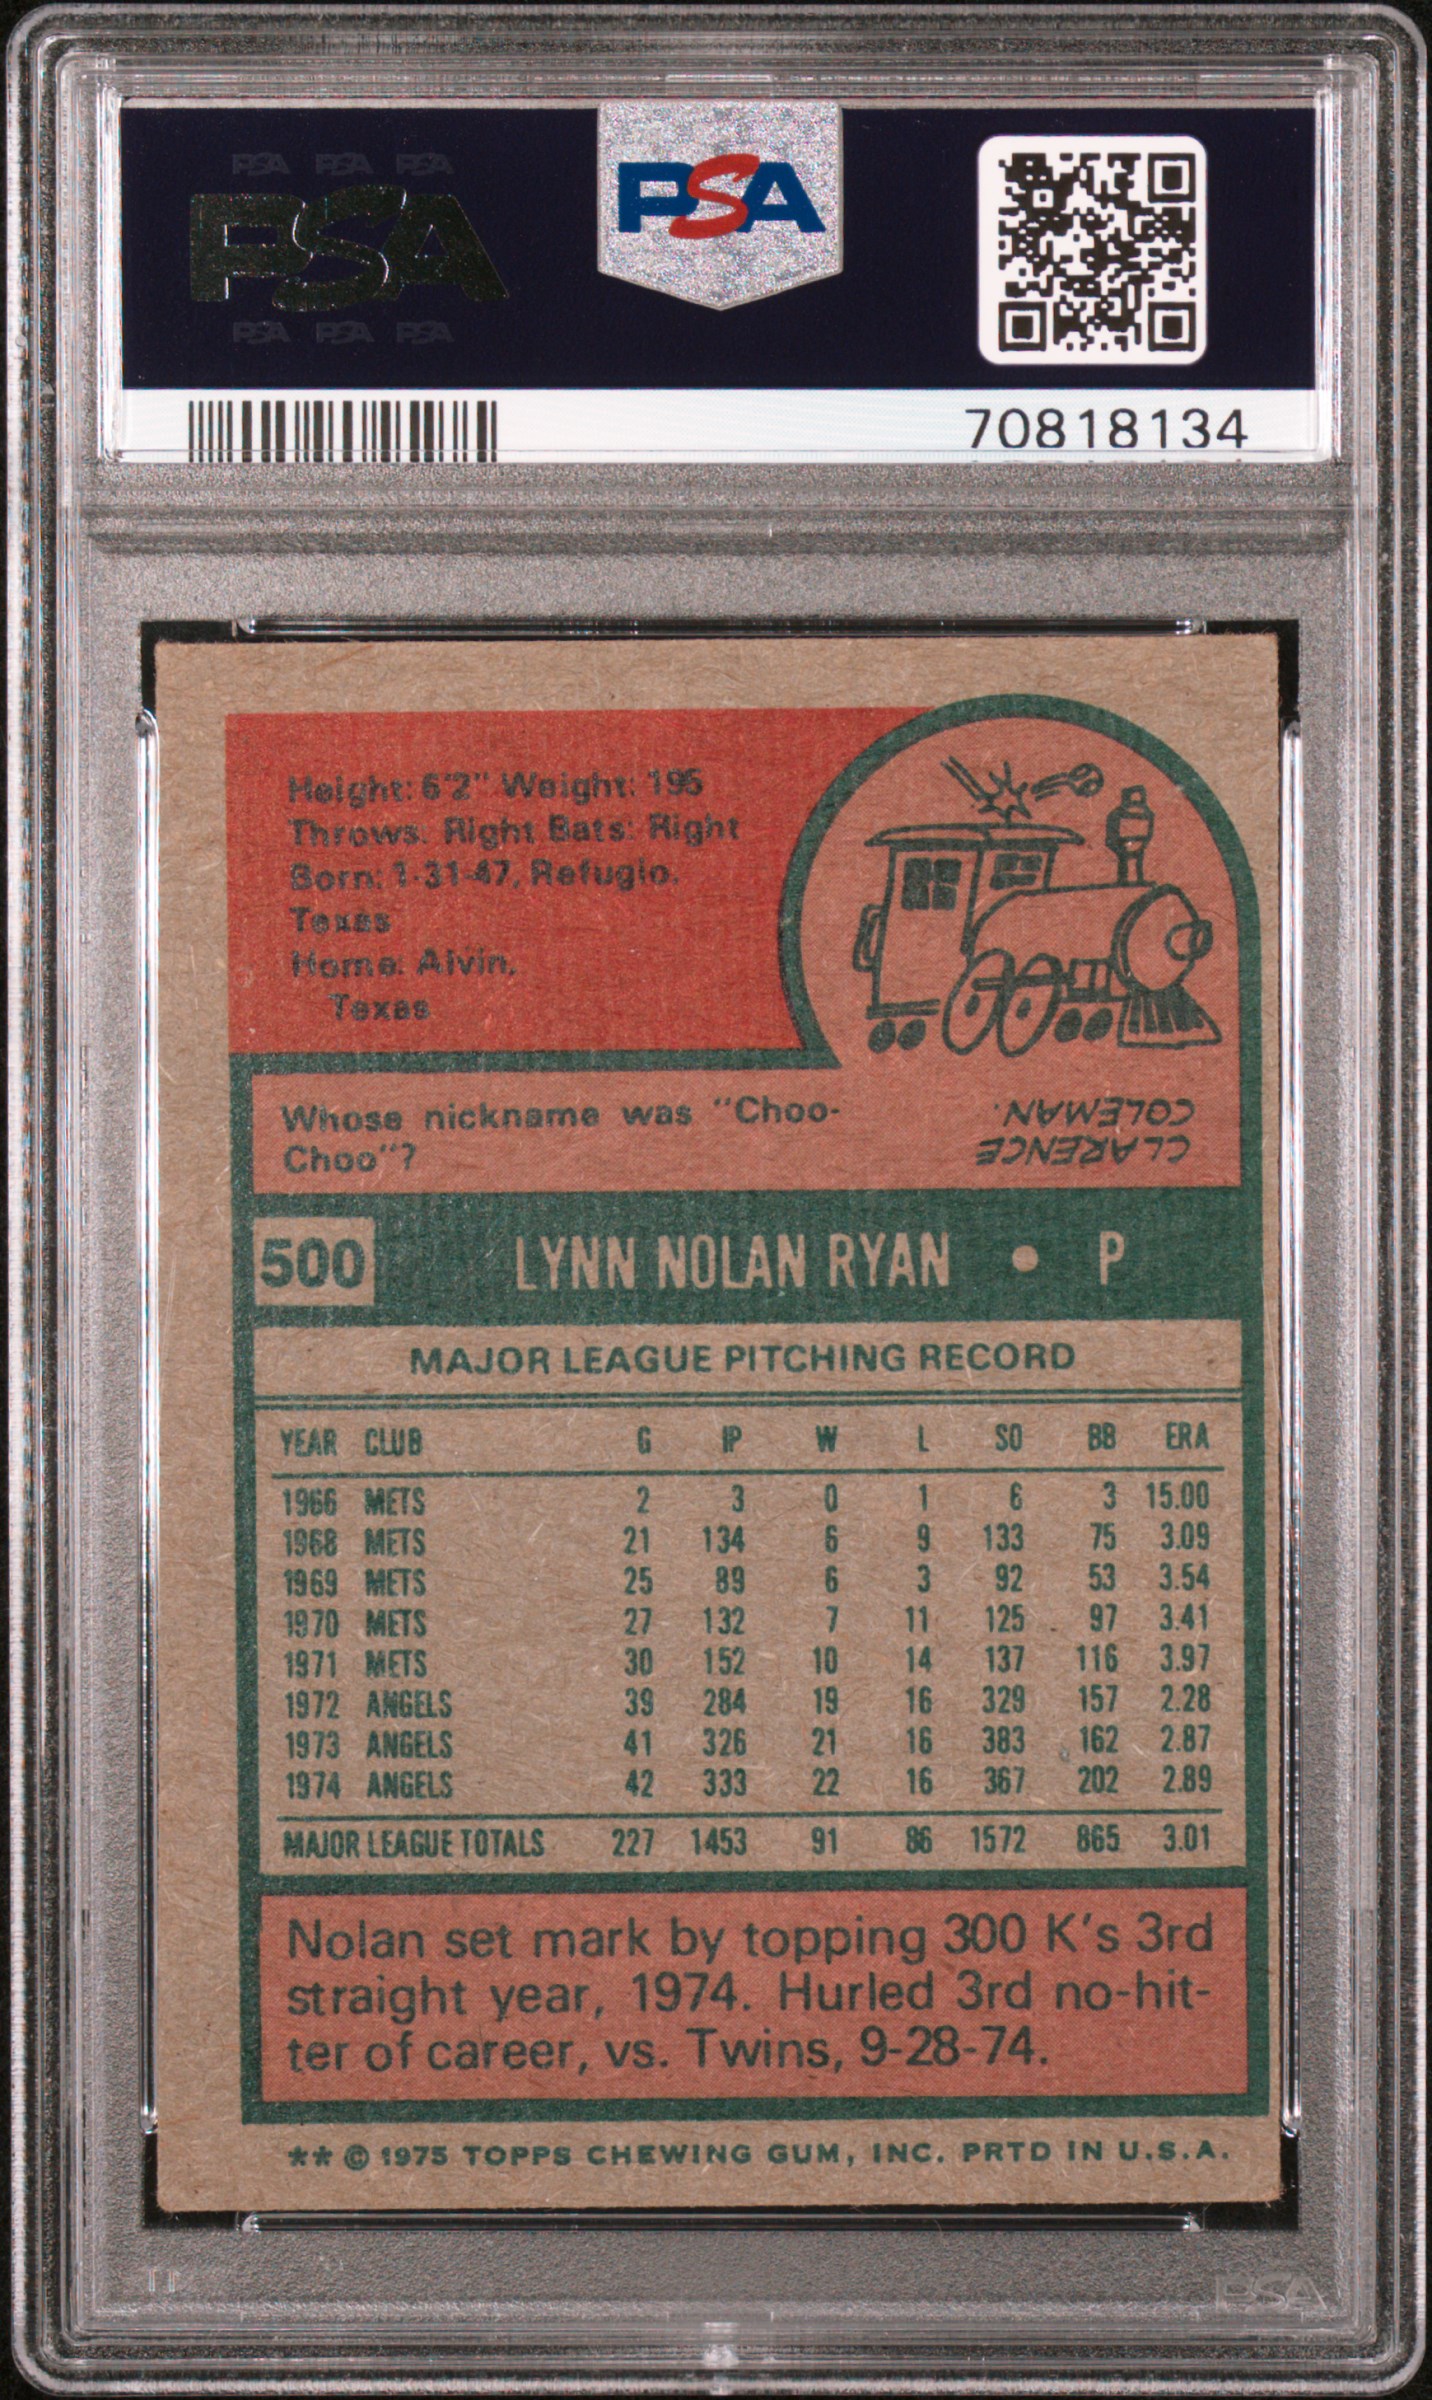 PSA PSA PSA
PSA
PSA PSA PSA
PSA
70818134
Height: 6'2" Weight: 195
Throws: Right Bats: Right
Born: 1-31-47, Refugio,
Texas
Home: Alvin,
Texas
Whose nickname was "Choo-
Choo"?
CLARENCE
COLEMAN.
500 LYNN NOLAN RYAN • P
MAJOR LEAGUE PITCHING RECORD
YEAR CLUB G IP W L SO BB ERA
1966 METS 2 3 0 1 6 3 15.00
1968 METS 21 134 6 9 133 75 3.09
1969 METS 25 89 6 3 92 53 3.54
1970 METS 27 132 7 11 125 97 3.41
1971 METS 30 152 10 14 137 116 3.97
1972 ANGELS 39 284 19 16 329 157 2.28
1973 ANGELS 41 326 21 16 383 162 2.87
1974 ANGELS 42 333 22 16 367 202 2.89
MAJOR LEAGUE TOTALS 227 1453 91 86 1572 865 3.01
Nolan set mark by topping 300 K's 3rd
straight year, 1974. Hurled 3rd no-hit-
ter of career, vs. Twins, 9-28-74.
** © 1975 TOPPS CHEWING GUM, INC. PRTD IN U.S.A.
PSA